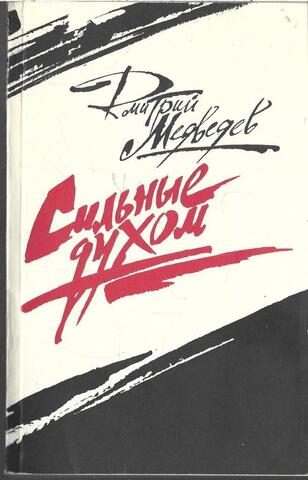 Дмитрий
Медведев
Сильные
духом